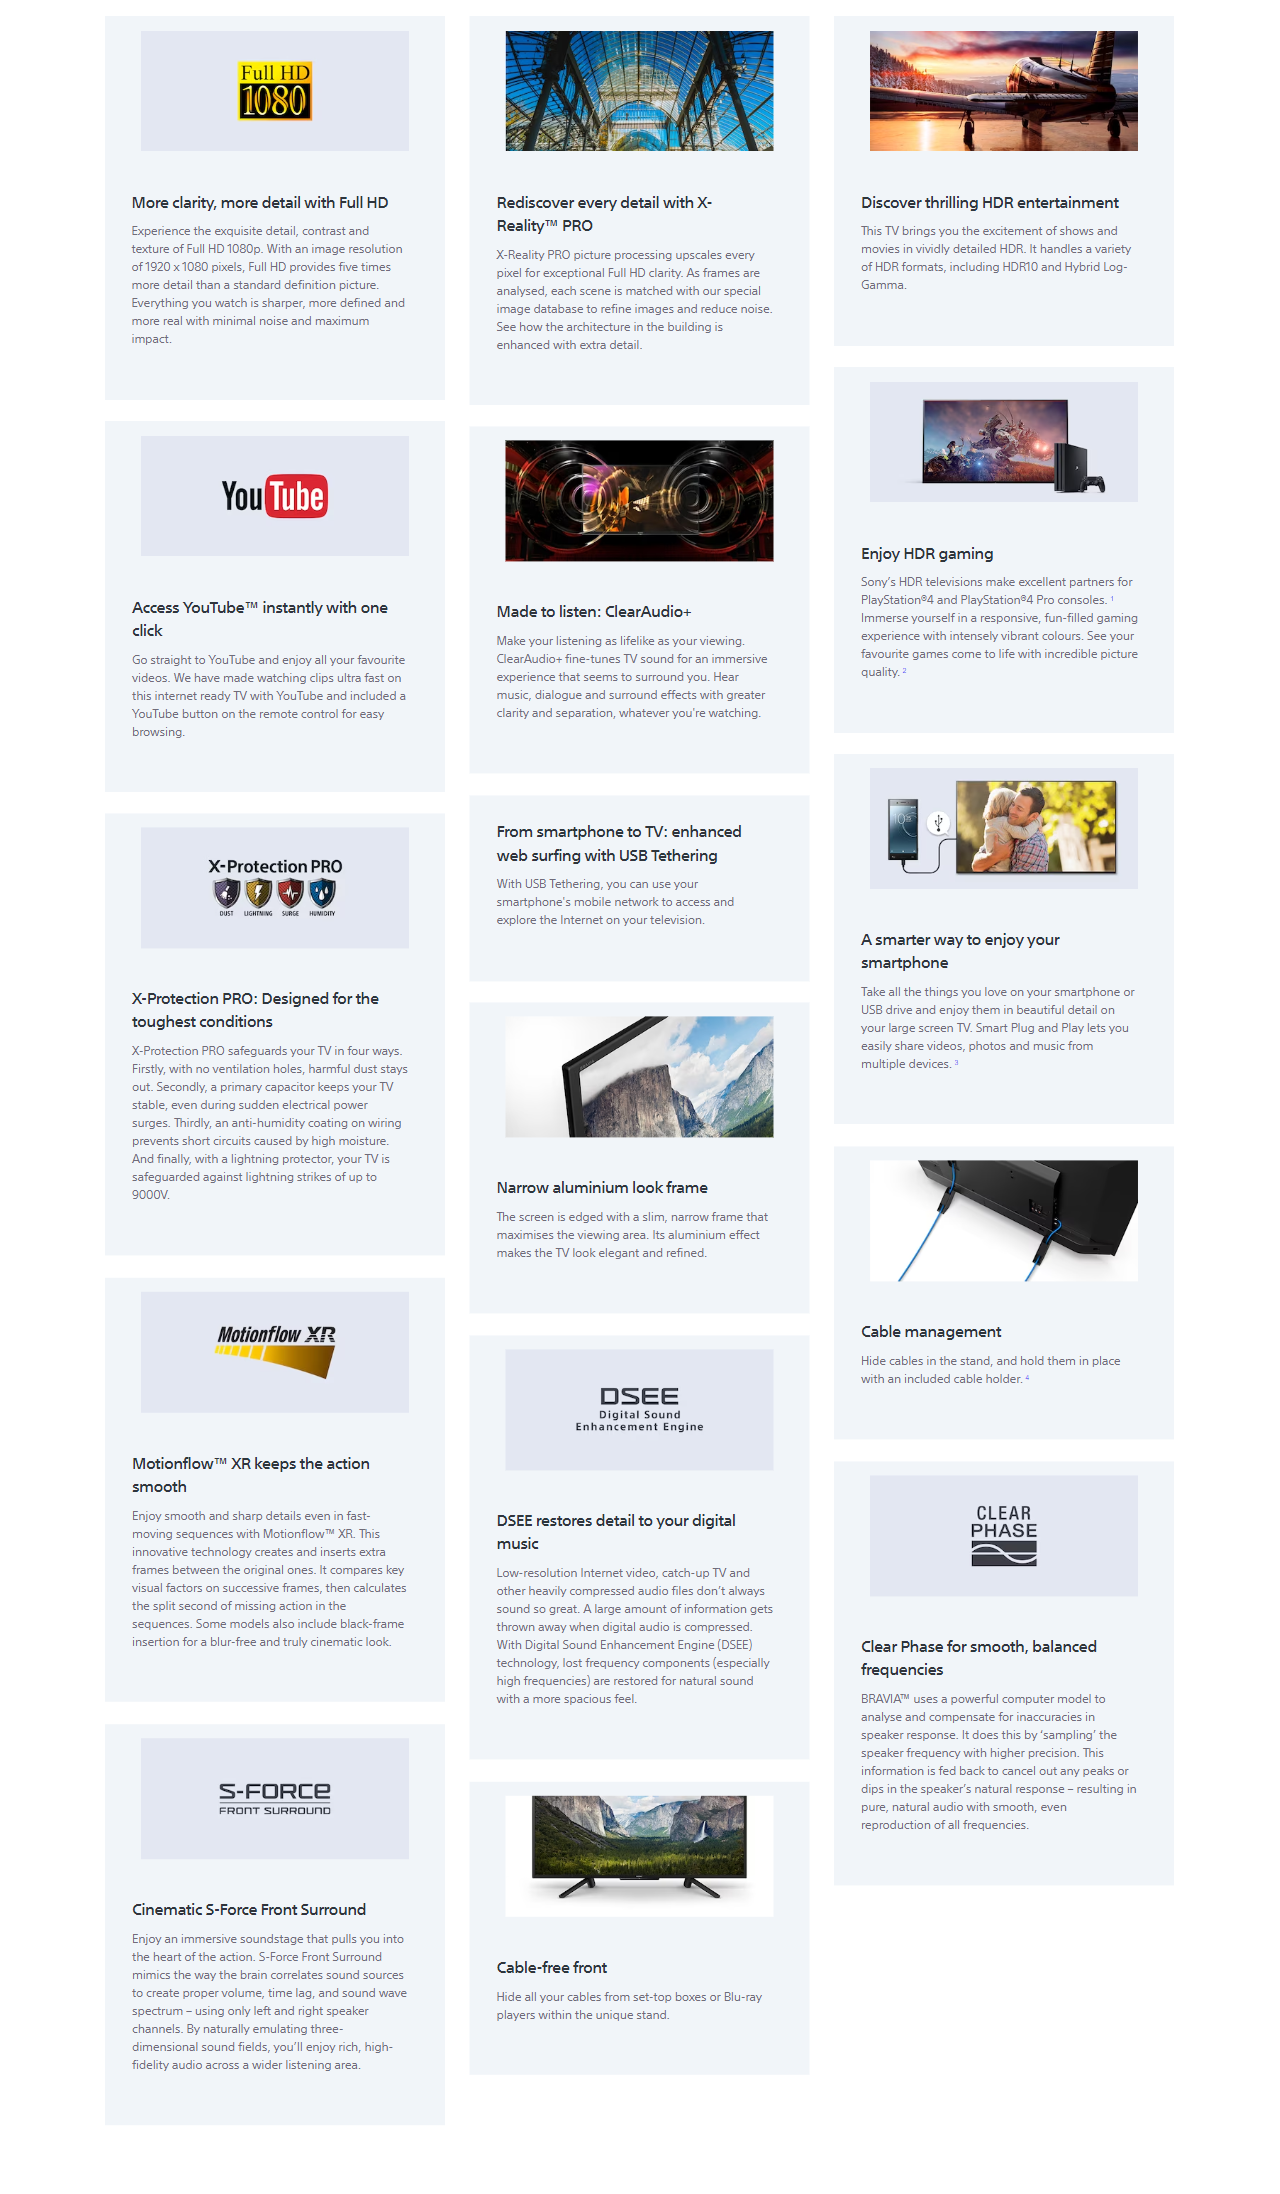 Full HD
1080
More clarity, more detail with Full HD
Experience the exquisite detail, contrast and
texture of Full HD 1080p. With an image resolution
of 1920 x 1080 pixels, Full HD provides five times
more detail than a standard definition picture.
Everything you watch is sharper, more defined and
more real with minimal noise and maximum
impact.
YouTube
Access YouTube™ instantly with one
click
Go straight to YouTube and enjoy all your favourite
videos. We have made watching clips ultra fast on
this internet ready TV with YouTube and included a
YouTube button on the remote control for easy
browsing.
X-Protection PRO
DUST LIGHTNING SURGE HUMIDITY
X-Protection PRO: Designed for the
toughest conditions
X-Protection PRO safeguards your TV in four ways.
Firstly, with no ventilation holes, harmful dust stays
out. Secondly, a primary capacitor keeps your TV
stable, even during sudden electrical power
surges. Thirdly, an anti-humidity coating on wiring
prevents short circuits caused by high moisture.
And finally, with a lightning protector, your TV is
safeguarded against lightning strikes of up to
9000V.
Motionflow XR
Motionflow™ XR keeps the action
smooth
Enjoy smooth and sharp details even in fast-
moving sequences with Motionflow™ XR. This
innovative technology creates and inserts extra
frames between the original ones. It compares key
visual factors on successive frames, then calculates
the split second of missing action in the
sequences. Some models also include black-frame
insertion for a blur-free and truly cinematic look.
S-FORCE
FRONT SURROUND
Cinematic S-Force Front Surround
Enjoy an immersive soundstage that pulls you into
the heart of the action. S-Force Front Surround
mimics the way the brain correlates sound sources
to create proper volume, time lag, and sound wave
spectrum – using only left and right speaker
channels. By naturally emulating three-
dimensional sound fields, you'll enjoy rich, high-
fidelity audio across a wider listening area.
Rediscover every detail with X-
Reality™ PRO
X-Reality PRO picture processing upscales every
pixel for exceptional Full HD clarity. As frames are
analysed, each scene is matched with our special
image database to refine images and reduce noise.
See how the architecture in the building is
enhanced with extra detail.
Made to listen: ClearAudio+
Make your listening as lifelike as your viewing.
ClearAudio+ fine-tunes TV sound for an immersive
experience that seems to surround you. Hear
music, dialogue and surround effects with greater
clarity and separation, whatever you're watching.
From smartphone to TV: enhanced
web surfing with USB Tethering
With USB Tethering, you can use your
smartphone's mobile network to access and
explore the Internet on your television.
Narrow aluminium look frame
The screen is edged with a slim, narrow frame that
maximises the viewing area. Its aluminium effect
makes the TV look elegant and refined.
DSEE
Digital Sound
Enhancement Engine
DSEE restores detail to your digital
music
Low-resolution Internet video, catch-up TV and
other heavily compressed audio files don't always
sound so great. A large amount of information gets
thrown away when digital audio is compressed.
With Digital Sound Enhancement Engine (DSEE)
technology, lost frequency components (especially
high frequencies) are restored for natural sound
with a more spacious feel.
Cable-free front
Hide all your cables from set-top boxes or Blu-ray
players within the unique stand.
Discover thrilling HDR entertainment
This TV brings you the excitement of shows and
movies in vividly detailed HDR. It handles a variety
of HDR formats, including HDR10 and Hybrid Log-
Gamma.
Enjoy HDR gaming
Sony's HDR televisions make excellent partners for
PlayStation®4 and PlayStation®4 Pro consoles. 1
Immerse yourself in a responsive, fun-filled gaming
experience with intensely vibrant colours. See your
favourite games come to life with incredible picture
quality. 2
A smarter way to enjoy your
smartphone
Take all the things you love on your smartphone or
USB drive and enjoy them in beautiful detail on
your large screen TV. Smart Plug and Play lets you
easily share videos, photos and music from
multiple devices. 3
Cable management
Hide cables in the stand, and hold them in place
with an included cable holder. 4
CLEAR
PHASE
Clear Phase for smooth, balanced
frequencies
BRAVIA™ uses a powerful computer model to
analyse and compensate for inaccuracies in
speaker response. It does this by ‘sampling’ the
speaker frequency with higher precision. This
information is fed back to cancel out any peaks or
dips in the speaker's natural response – resulting in
pure, natural audio with smooth, even
reproduction of all frequencies.